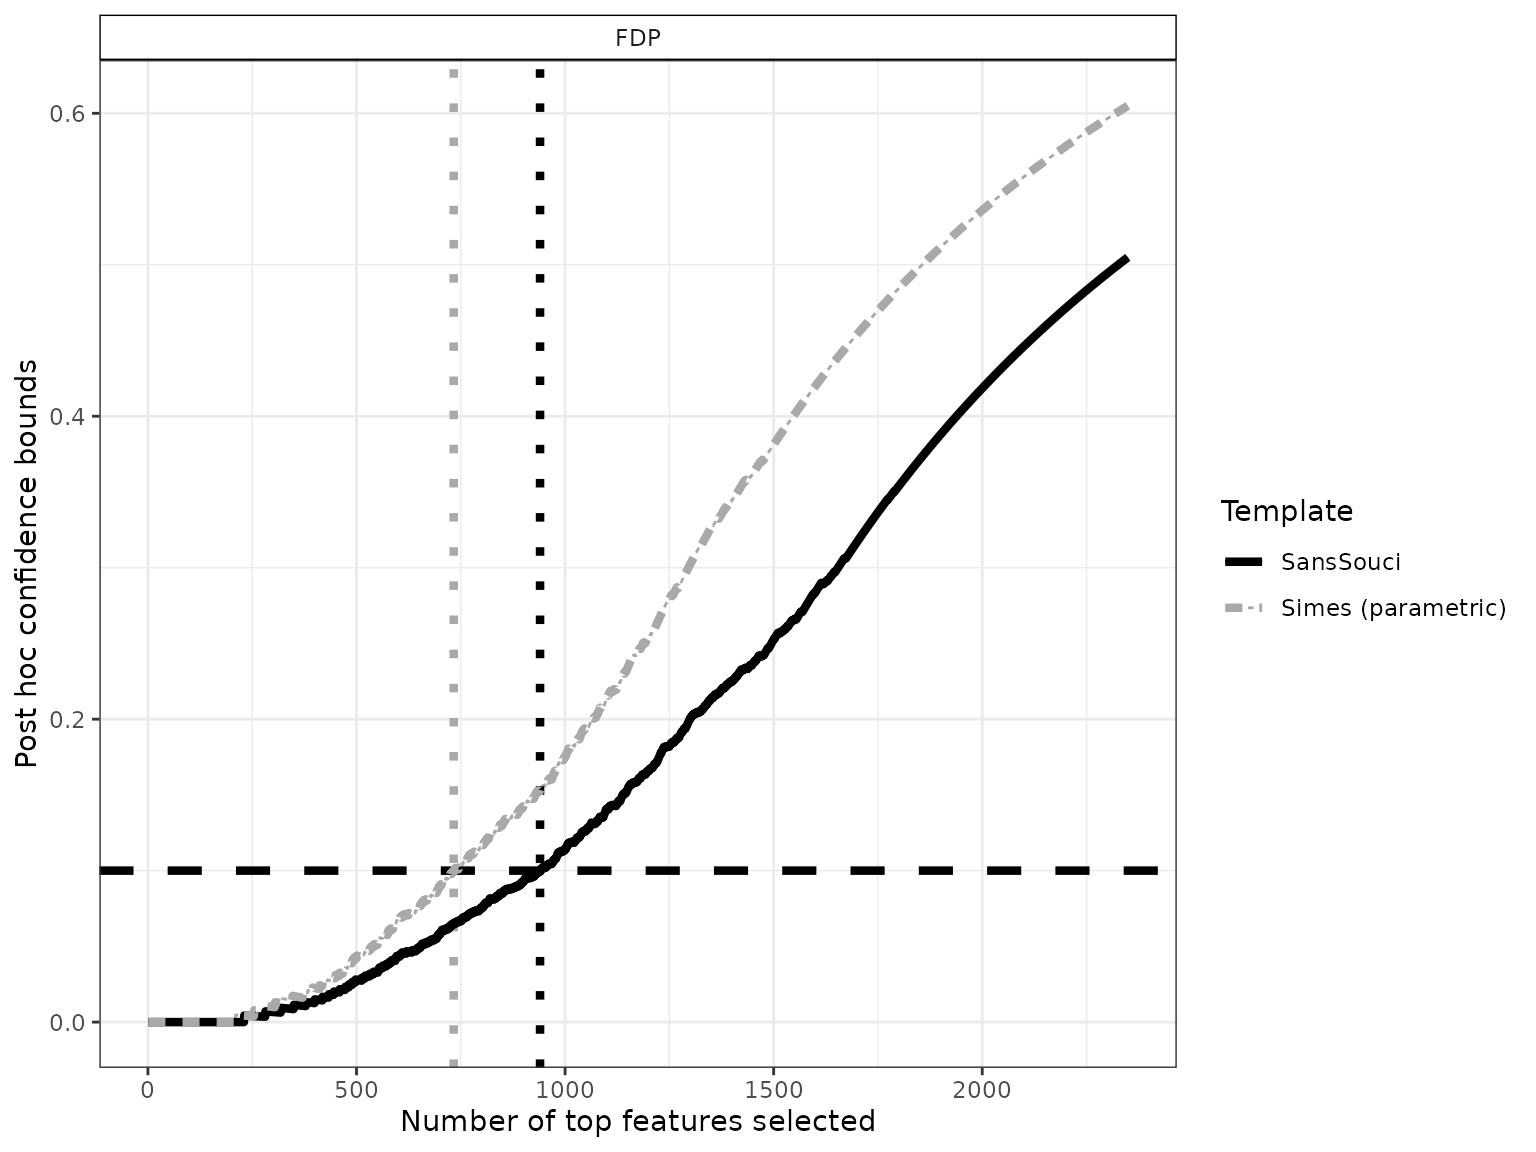 FDP
Post hoc confidence bounds
0.6
0.4
0.2
0.0
0 500 1000 1500 2000
Number of top features selected
Template
SansSouci
Simes (parametric)